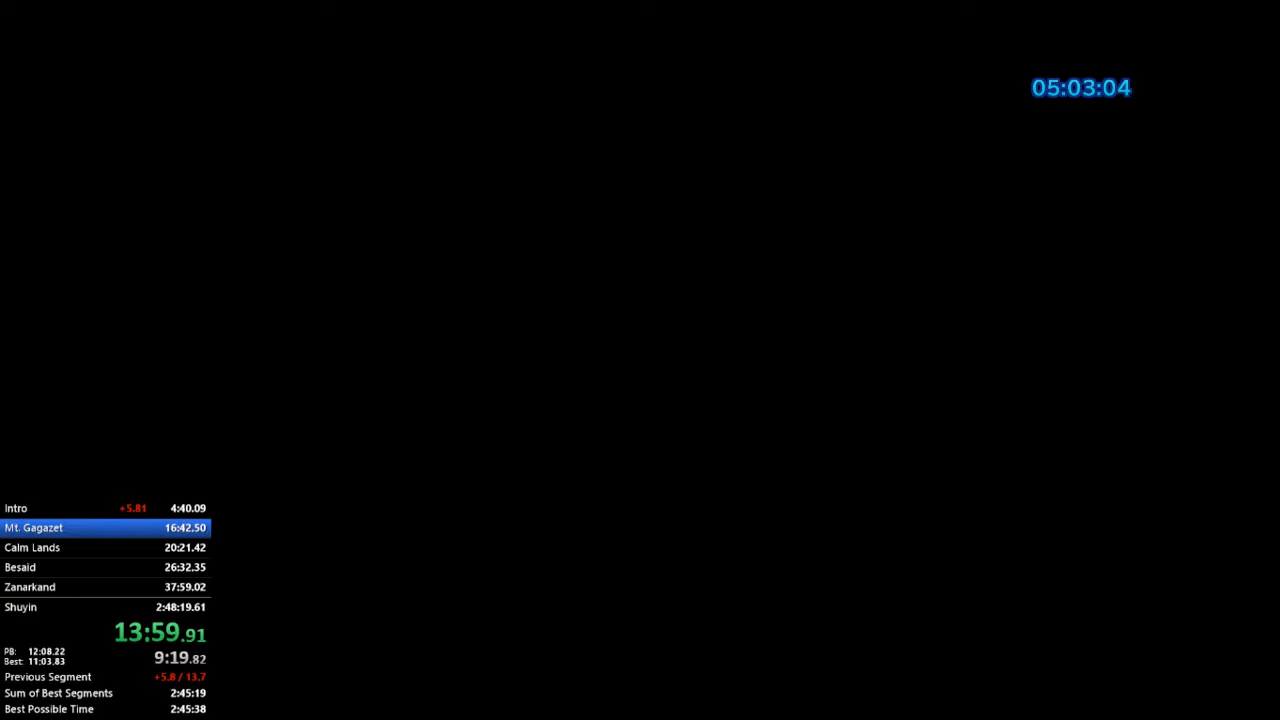 05:03:04
Intro +5.81 4:40.09
Mt. Gagazet 16:42.50
Calm Lands 20:21.42
Besaid 26:32.35
Zanarkand 37:59.02
Shuyin 2:48:19.61
13:59.91
PB: 12:08.22
Best: 11:03.83
9:19.82
Previous Segment +5.8 / 13.7
Sum of Best Segments 2:45:19
Best Possible Time 2:45:38